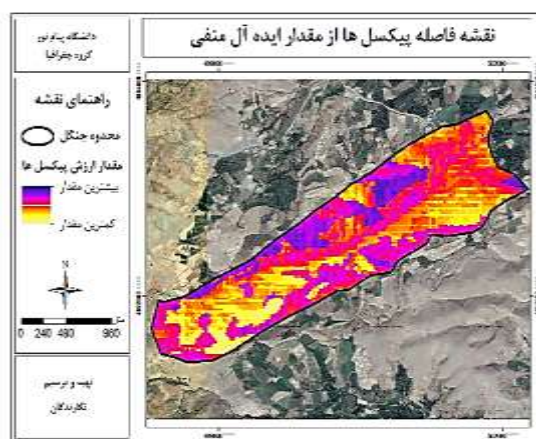 نقشه فاصله پیکسل ها از مقدار ایده آل منفی
دانشگاه پیام نور
گروه جغرافیا
راهنمای نقشه
محدوده جنگل
مقدار ارزش پیکسل ها
بیشترین مقدار
کمترین مقدار
N
متر
0 240 480 960
تهیه و ترسیم
نگارندگان